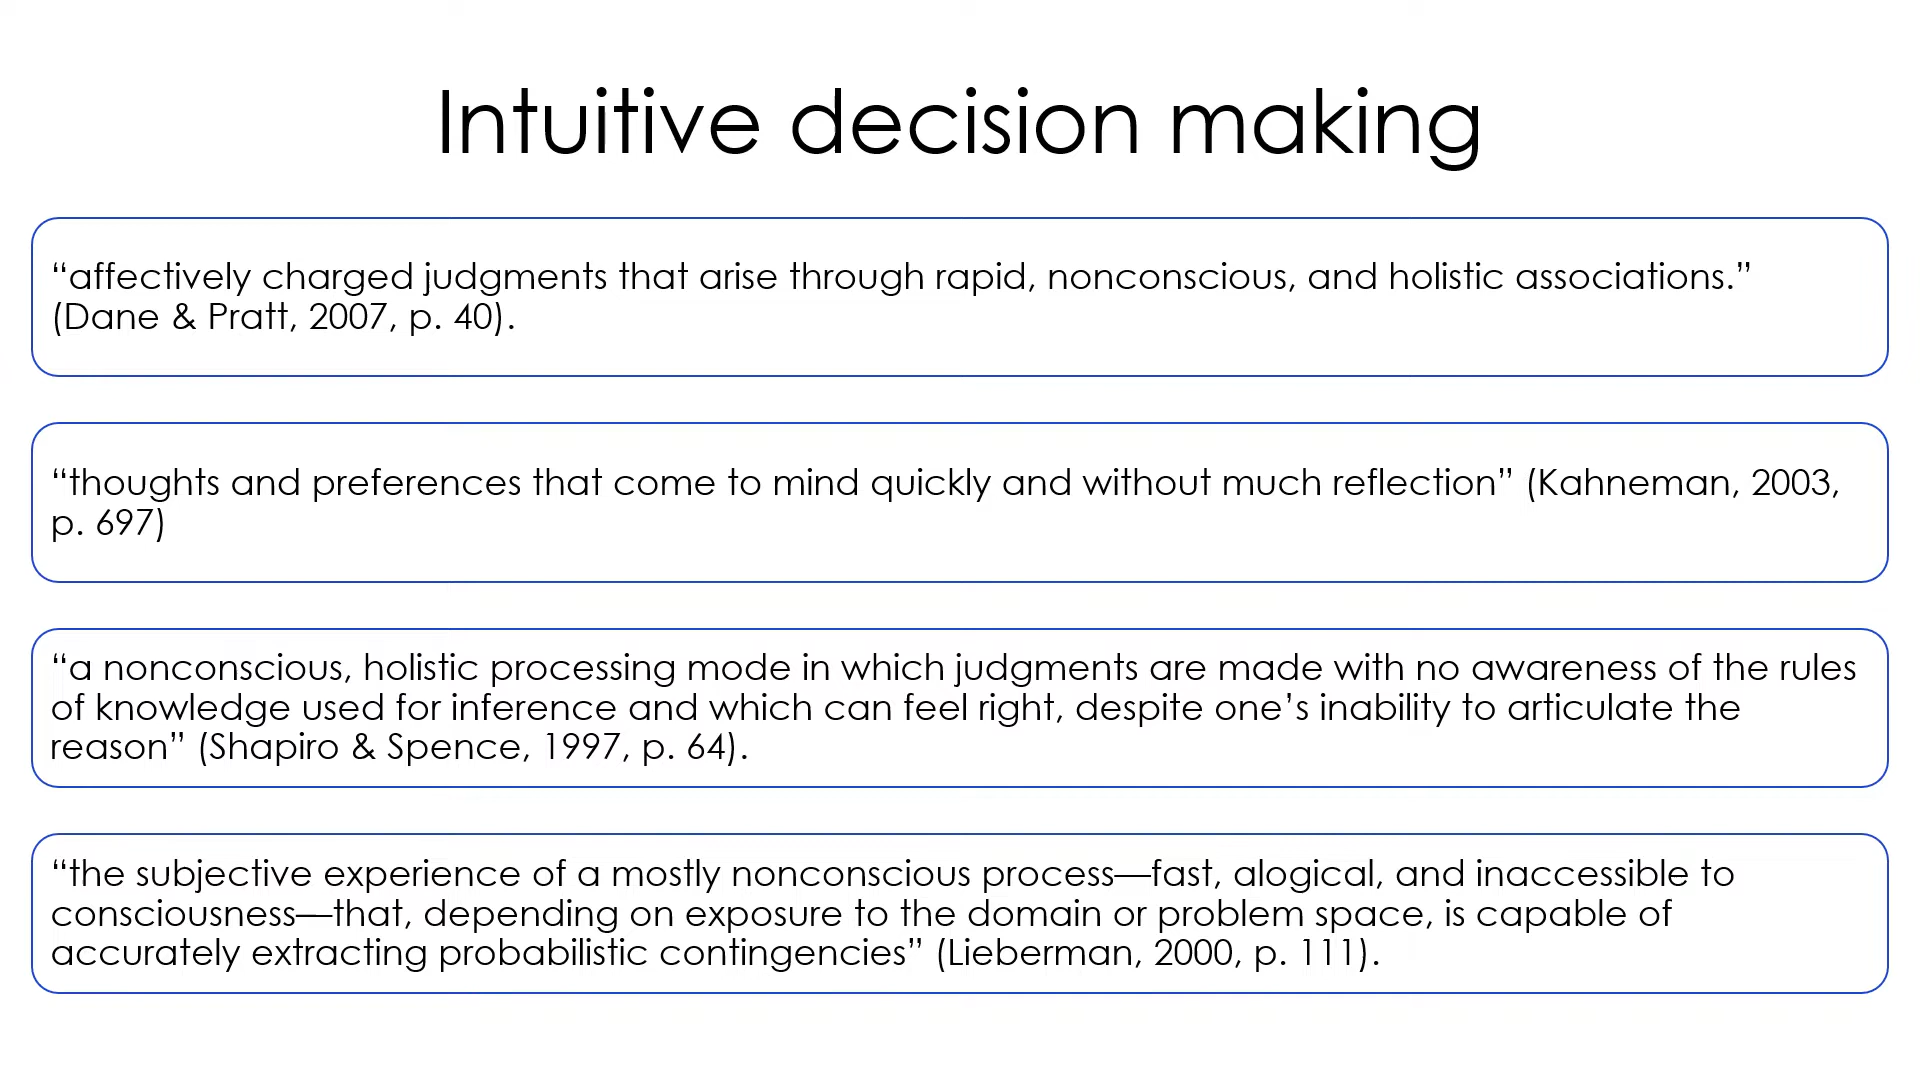 Intuitive decision making
“affectively charged judgments that arise through rapid, nonconscious, and holistic associations.”
(Dane & Pratt, 2007, p. 40).
“thoughts and preferences that come to mind quickly and without much reflection” (Kahneman, 2003,
p. 697)
“a nonconscious, holistic processing mode in which judgments are made with no awareness of the rules
of knowledge used for inference and which can feel right, despite one’s inability to articulate the
reason” (Shapiro & Spence, 1997, p. 64).
“the subjective experience of a mostly nonconscious process—fast, alogical, and inaccessible to
consciousness—that, depending on exposure to the domain or problem space, is capable of
accurately extracting probabilistic contingencies” (Lieberman, 2000, p. 111).